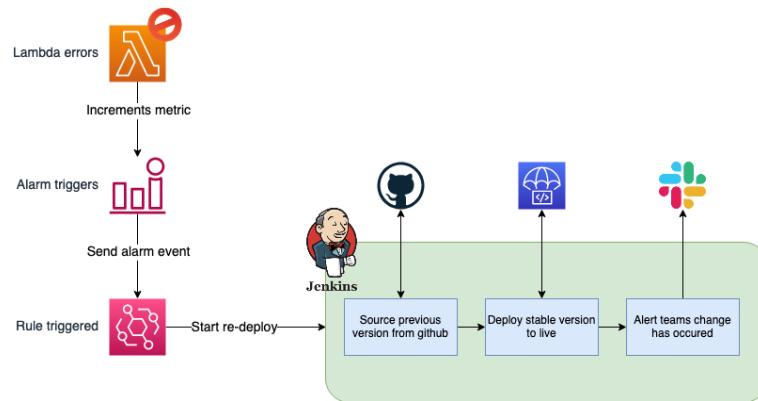 Lambda errors
Increments metric
Alarm triggers
Send alarm event
Jenkins
Rule triggered
Start re-deploy
Source previous
version from github
Deploy stable version
to live
Alert teams change
has occured